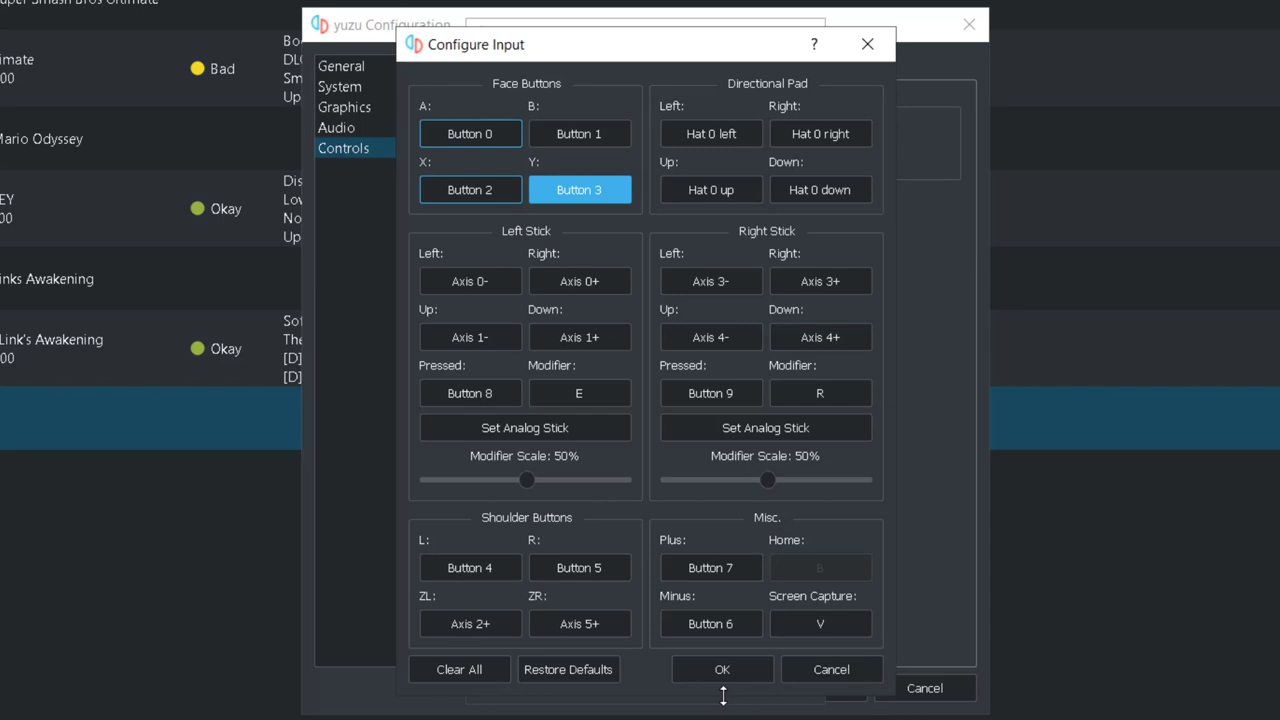 Super Smash Bros Ultimate
yuzu Configuration
Configure Input
?
imate
00
Bad
Bo
DL
Sm
Up
Mario Odyssey
EY
00
Okay
Dis
Lov
No
Up
inks Awakening
Link's Awakening
00
Okay
Sof
The
[D]
[D]
General
System
Graphics
Audio
Controls
Face Buttons
A:
B:
Button 0
Button 1
X:
Y:
Button 2
Button 3
Directional Pad
Left:
Right:
Hat 0 left
Hat 0 right
Up:
Down:
Hat 0 up
Hat 0 down
Left Stick
Left:
Right:
Axis 0-
Axis 0+
Up:
Down:
Axis 1-
Axis 1+
Pressed:
Modifier:
Button 8
E
Set Analog Stick
Modifier Scale: 50%
Right Stick
Left:
Right:
Axis 3-
Axis 3+
Up:
Down:
Axis 4-
Axis 4+
Pressed:
Modifier:
Button 9
R
Set Analog Stick
Modifier Scale: 50%
Shoulder Buttons
L:
R:
Button 4
Button 5
ZL:
ZR:
Axis 2+
Axis 5+
Misc.
Plus:
Home:
Button 7
B
Minus:
Screen Capture:
Button 6
V
Clear All
Restore Defaults
OK
Cancel
Cancel